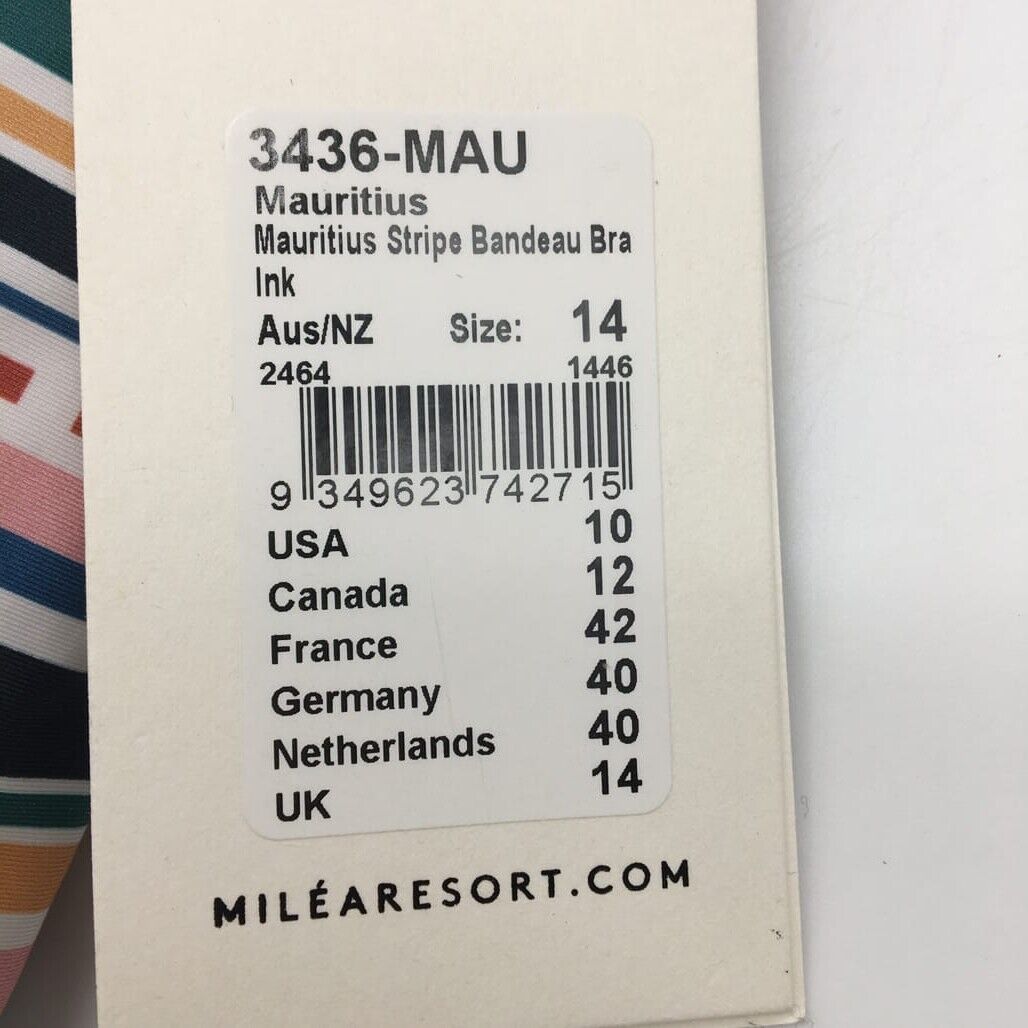 3436-MAU
Mauritius
Mauritius Stripe Bandeau Bra
Ink
Aus/NZ Size: 14
2464 1446
9 349623 742715
USA 10
Canada 12
France 42
Germany 40
Netherlands 40
UK 14
MILÉARESORT.COM